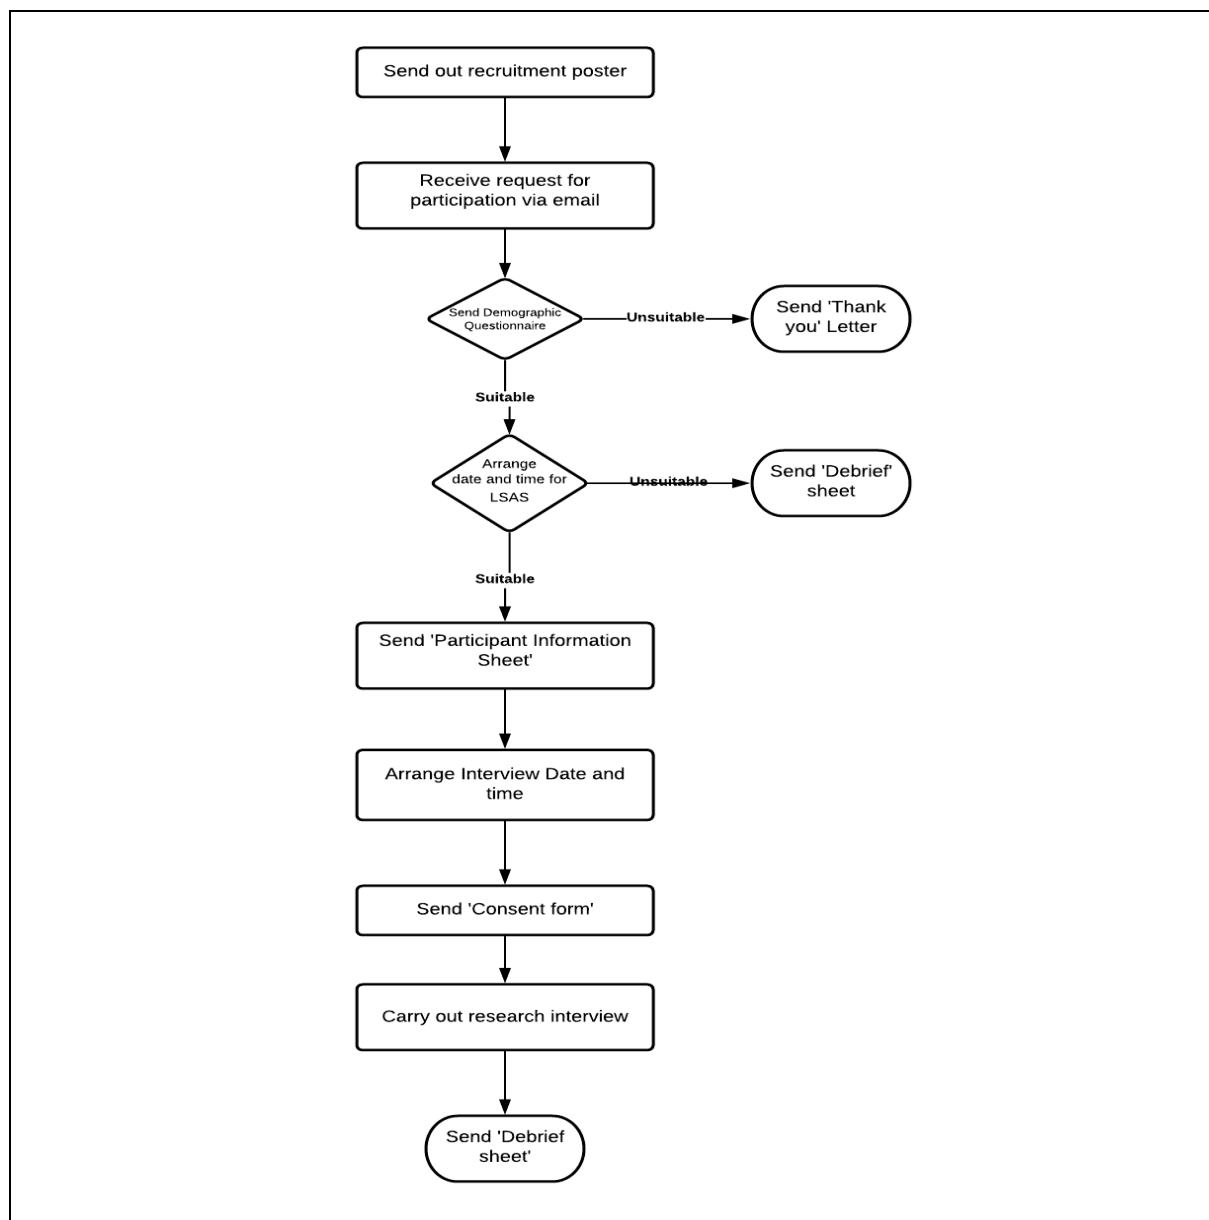 Send out recruitment poster
Receive request for
participation via email
Send Demographic
Questionnaire
Unsuitable
Send 'Thank
you' Letter
Suitable
Arrange
date and time for
LSAS
Unsuitable
Send 'Debrief'
sheet
Suitable
Send 'Participant Information
Sheet'
Arrange Interview Date and
time
Send 'Consent form'
Carry out research interview
Send 'Debrief
sheet'